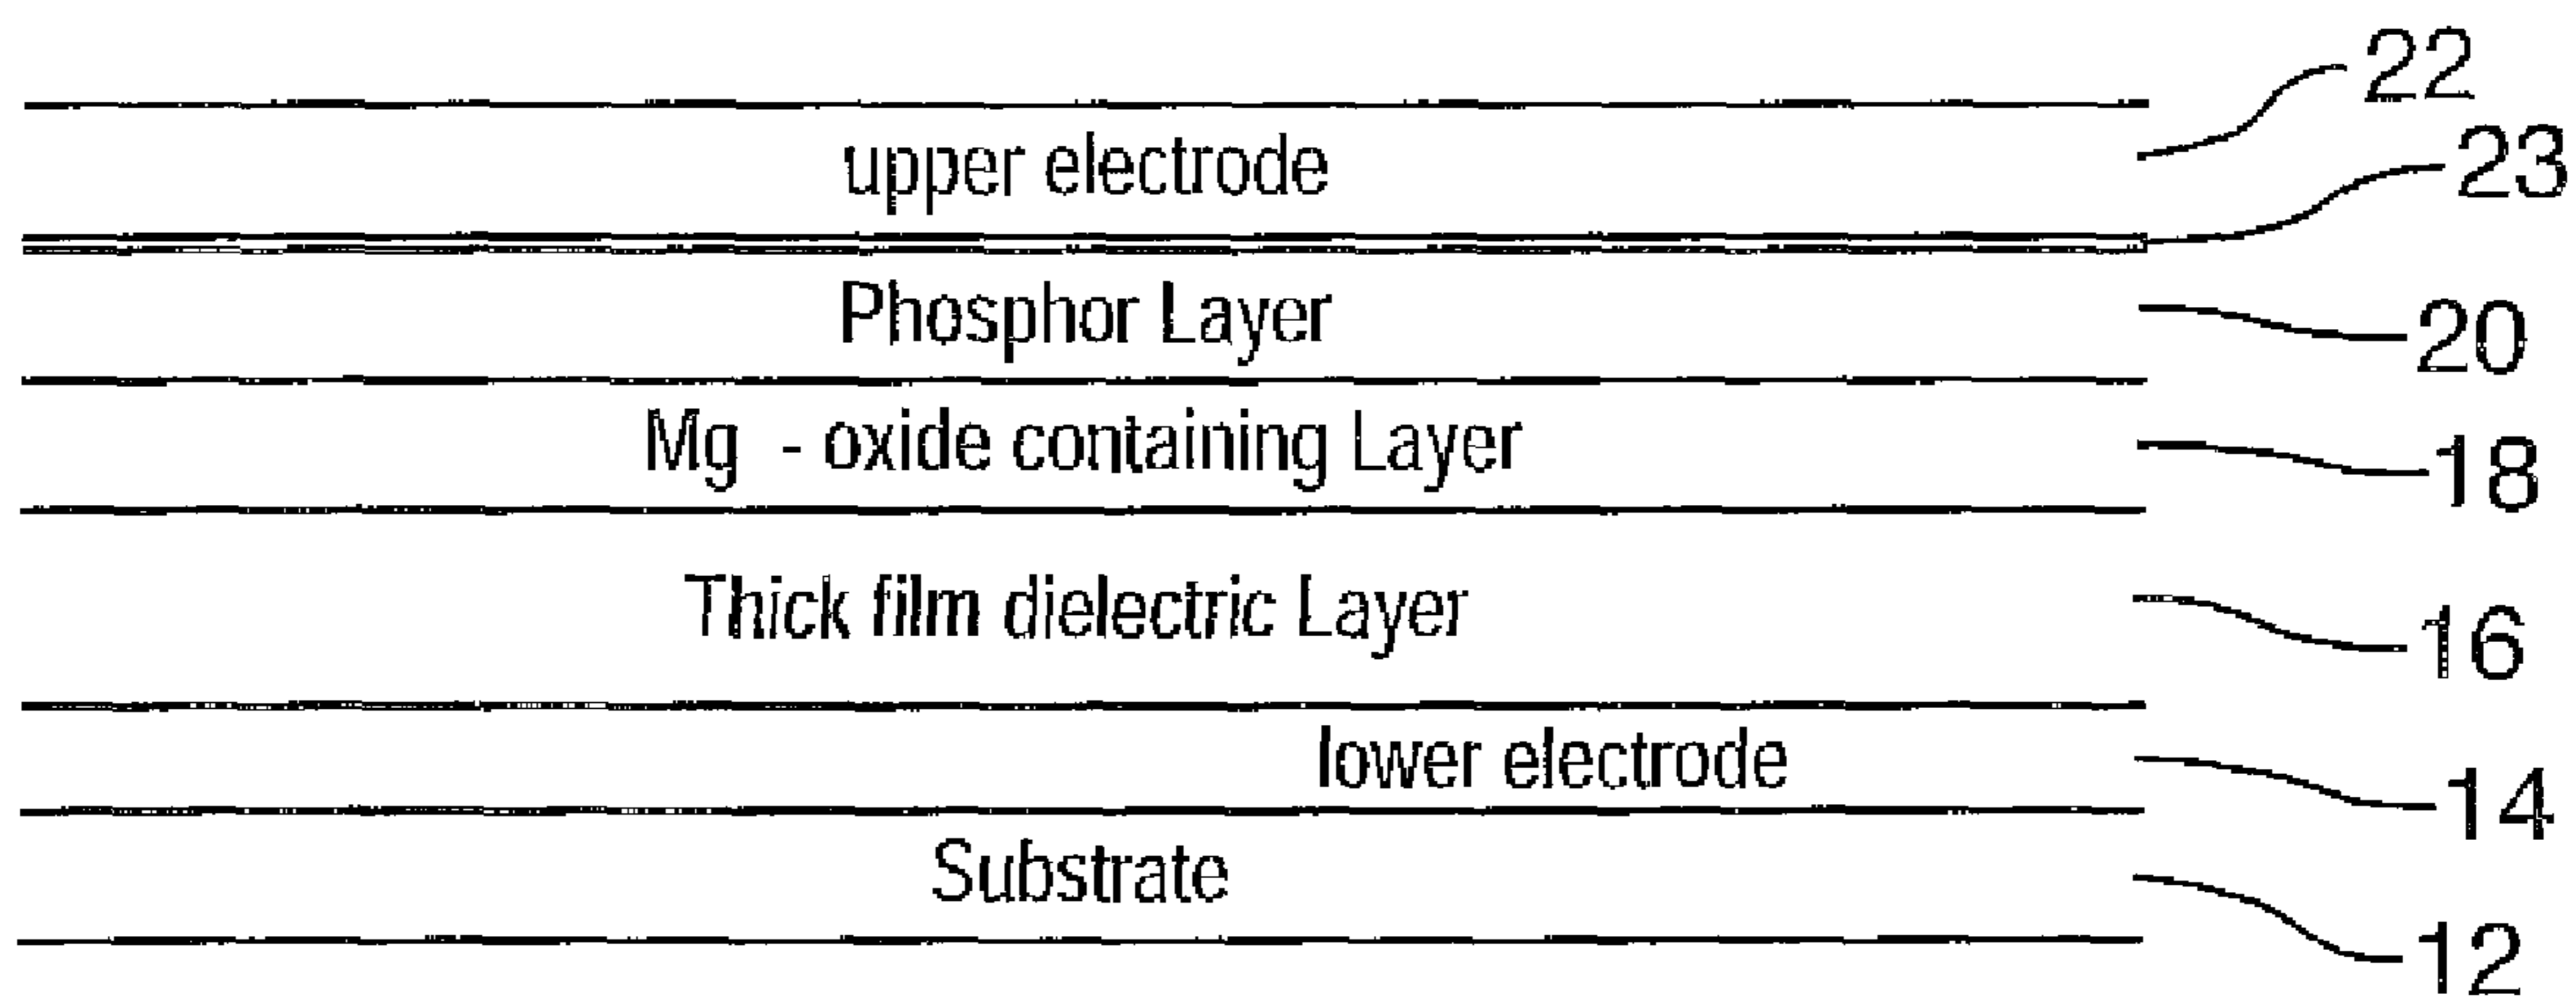 22
upper electrode
23
Phosphor Layer
20
Mg - oxide containing Layer
18
Thick film dielectric Layer
16
lower electrode
14
Substrate
12